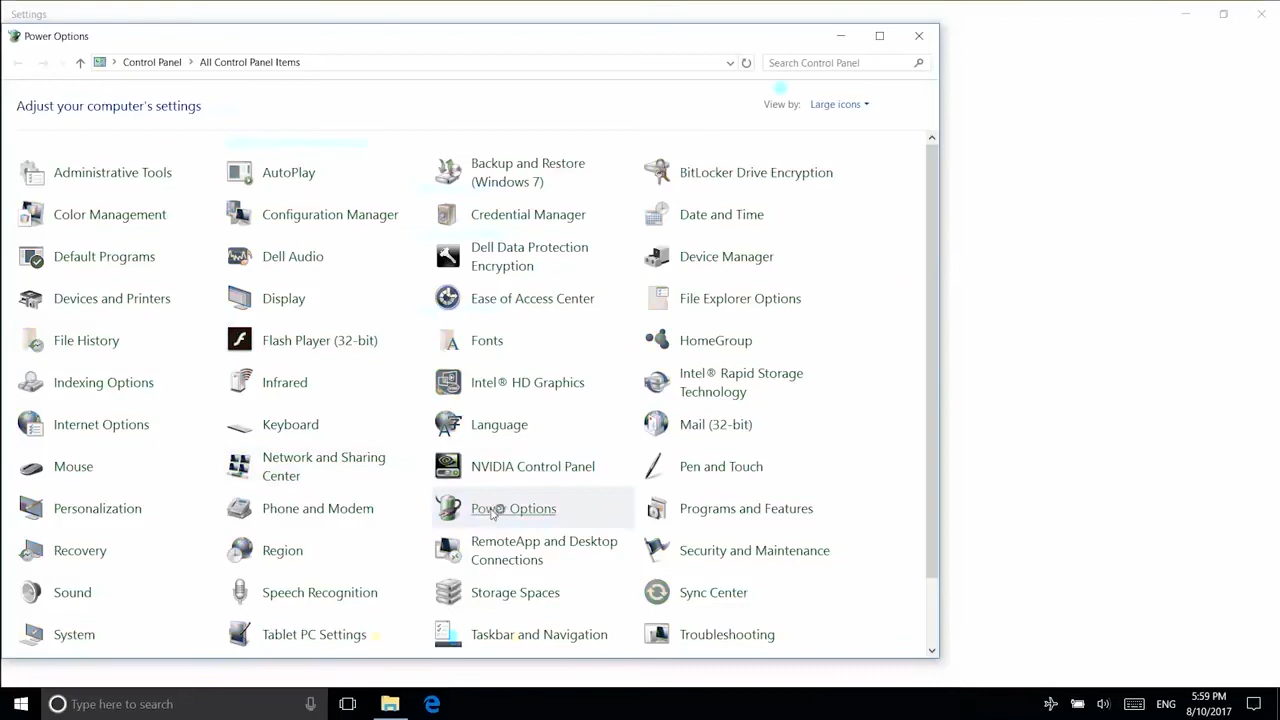 Settings
Power Options
Control Panel > All Control Panel Items
Search Control Panel
Adjust your computer's settings
View by: Large icons
Administrative Tools
AutoPlay
Backup and Restore
(Windows 7)
BitLocker Drive Encryption
Color Management
Configuration Manager
Credential Manager
Date and Time
Default Programs
Dell Audio
Dell Data Protection
Encryption
Device Manager
Devices and Printers
Display
Ease of Access Center
File Explorer Options
File History
Flash Player (32-bit)
Fonts
HomeGroup
Indexing Options
Infrared
Intel® HD Graphics
Intel® Rapid Storage
Technology
Internet Options
Keyboard
Language
Mail (32-bit)
Mouse
Network and Sharing
Center
NVIDIA Control Panel
Pen and Touch
Personalization
Phone and Modem
Power Options
Programs and Features
Recovery
Region
RemoteApp and Desktop
Connections
Security and Maintenance
Sound
Speech Recognition
Storage Spaces
Sync Center
System
Tablet PC Settings
Taskbar and Navigation
Troubleshooting
Type here to search
ENG
5:59 PM
8/10/2017